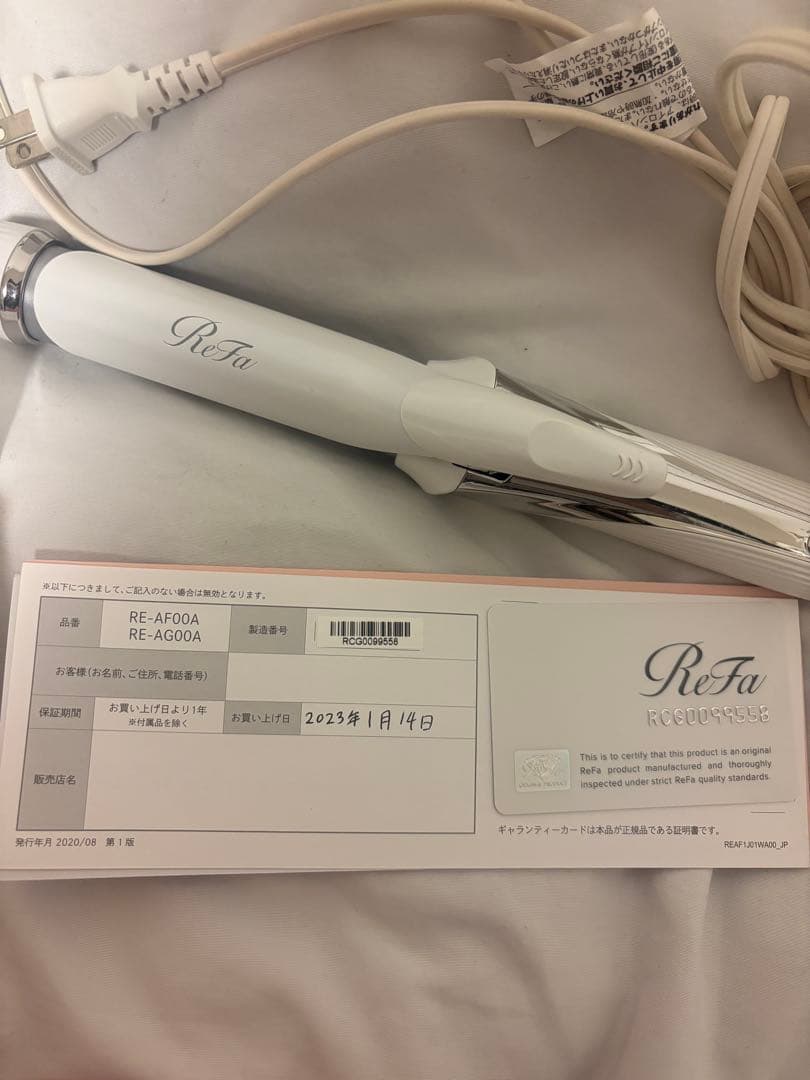 ReFa
※以下につきまして、ご記入のない場合は無効となります。
品番
RE-AF00A
RE-AG00A
製造番号
RCG0099558
お客様(お名前、ご住所、電話番号)
保証期間
お買い上げ日より1年
※付属品を除く
お買い上げ日
2023年1月14日
販売店名
発行年月 2020/08 第1版
ReFa
RCG0099558
This is to certify that this product is an original
ReFa product manufactured and thoroughly
inspected under strict ReFa quality standards.
ギャランティーカードは本品が正規品である証明書です。
REAF1J01WA00_JP